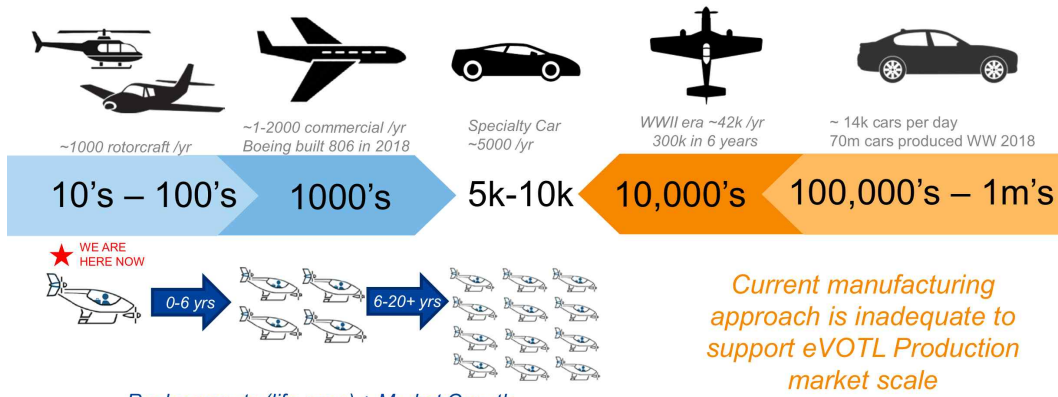 ~1000 rotorcraft /yr
~1-2000 commercial /yr
Boeing built 806 in 2018
Specialty Car
~5000 /yr
WWII era ~42k /yr
300k in 6 years
~ 14k cars per day
70m cars produced WW 2018
10's – 100's
1000's
5k-10k
10,000's
100,000's – 1m's
WE ARE
HERE NOW
0-6 yrs
6-20+ yrs
Current manufacturing
approach is inadequate to
support eVOTL Production
market scale